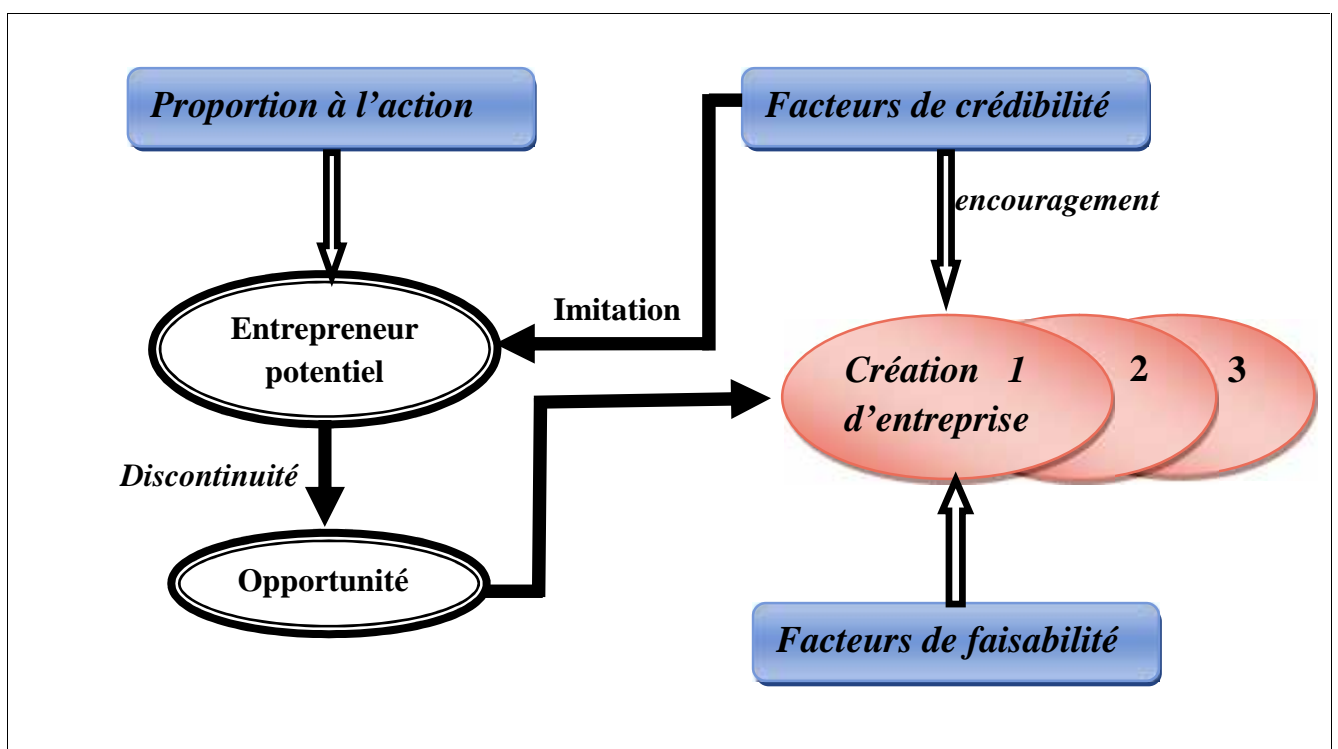 Proportion à l’action
Facteurs de crédibilité
encouragement
Imitation
Entrepreneur
potentiel
Création 1
d’entreprise
2
3
Discontinuité
Opportunité
Facteurs de faisabilité